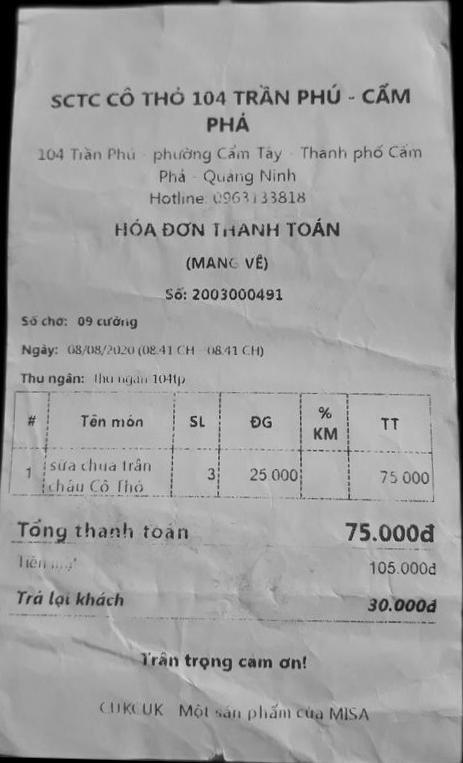 SCTC CÔ THỎ 104 TRẦN PHÚ - CẨM
PHẢ
104 Trần Phú - phường Cẩm Tây - Thành phố Cẩm
Phả - Quảng Ninh
Hotline: 0963133818
HÓA ĐƠN THANH TOÁN
(MANG VỀ)
Số: 2003000491
Số chờ: 09 cường
Ngày: 08/08/2020 (08:41 CH - 08:41 CH)
Thu ngân: thu ngân 104tp
# Tên món SL ĐG % KM TT
1 sữa chua trân châu Cô Thỏ 3 25.000 75.000
Tổng thanh toán 75.000đ
Tiền 105.000đ
Trả lại khách 30.000đ
Trân trọng cảm ơn!
CUKCUK - Một sản phẩm của MISA